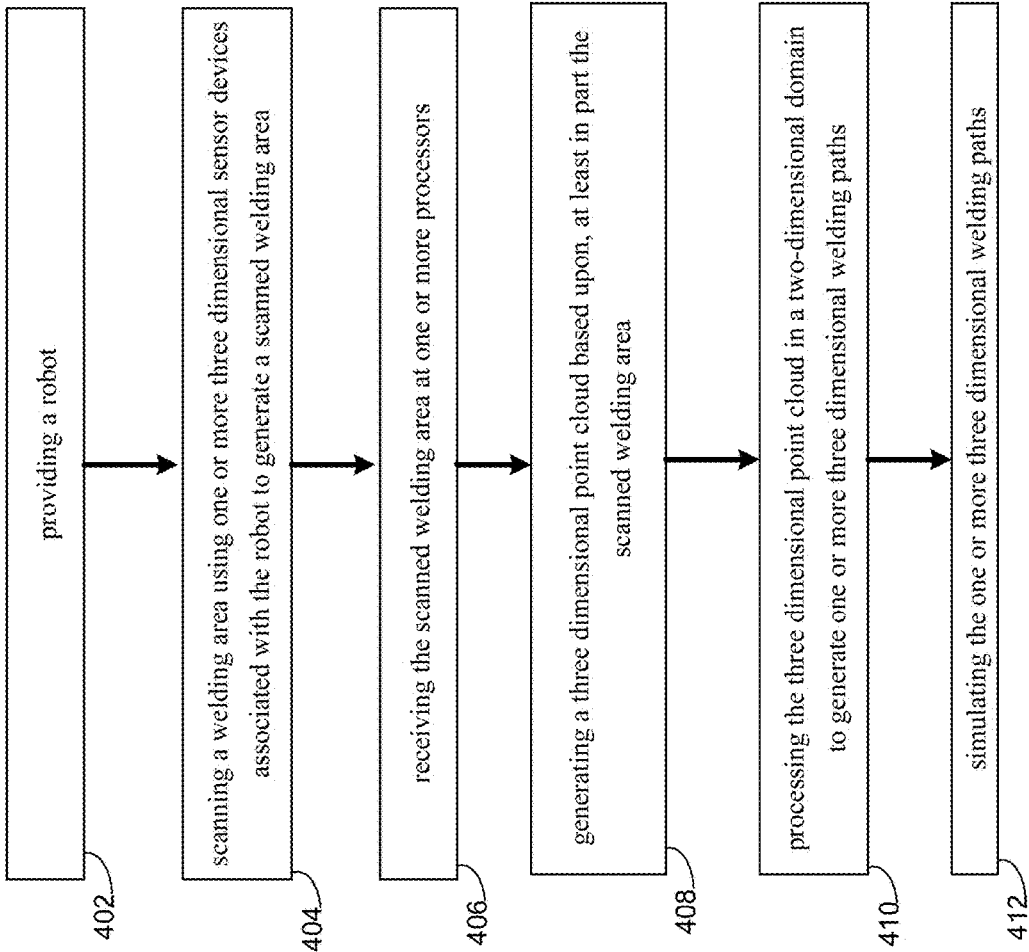 providing a robot
402
scanning a welding area using one or more three dimensional sensor devices
associated with the robot to generate a scanned welding area
404
receiving the scanned welding area at one or more processors
406
generating a three dimensional point cloud based upon, at least in part the
scanned welding area
408
processing the three dimensional point cloud in a two-dimensional domain
to generate one or more three dimensional welding paths
410
simulating the one or more three dimensional welding paths
412